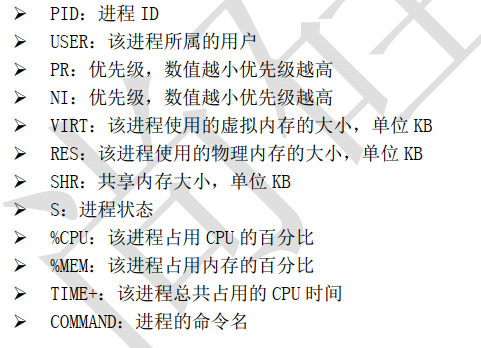 ➢ PID：进程 ID
➢ USER：该进程所属的用户
➢ PR：优先级，数值越小优先级越高
➢ NI：优先级，数值越小优先级越高
➢ VIRT：该进程使用的虚拟内存的大小，单位 KB
➢ RES：该进程使用的物理内存的大小，单位 KB
➢ SHR：共享内存大小，单位 KB
➢ S：进程状态
➢ %CPU：该进程占用 CPU 的百分比
➢ %MEM：该进程占用内存的百分比
➢ TIME+：该进程总共占用的 CPU 时间
➢ COMMAND：进程的命令名